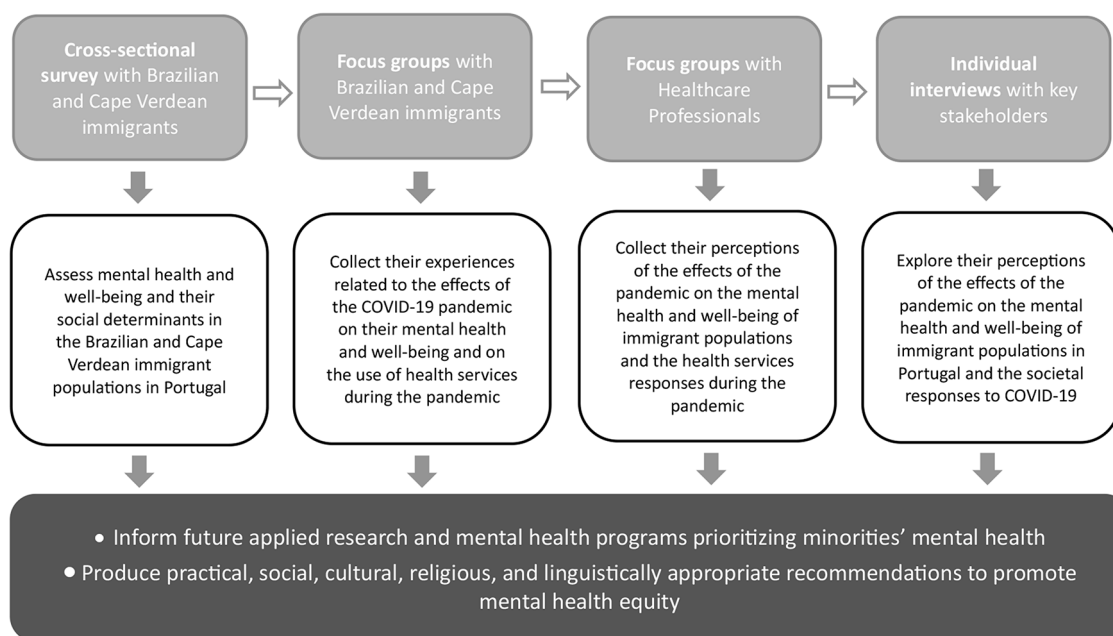 Cross-sectional
survey with Brazilian
and Cape Verdean
immigrants
Focus groups with
Brazilian and Cape
Verdean immigrants
Focus groups with
Healthcare
Professionals
Individual
interviews with key
stakeholders
Assess mental health and
well-being and their
social determinants in
the Brazilian and Cape
Verdean immigrant
populations in Portugal
Collect their experiences
related to the effects of
the COVID-19 pandemic
on their mental health
and well-being and on
the use of health services
during the pandemic
Collect their perceptions
of the effects of the
pandemic on the mental
health and well-being of
immigrant populations
and the health services
responses during the
pandemic
Explore their perceptions
of the effects of the
pandemic on the mental
health and well-being of
immigrant populations in
Portugal and the societal
responses to COVID-19
• Inform future applied research and mental health programs prioritizing minorities’ mental health
• Produce practical, social, cultural, religious, and linguistically appropriate recommendations to promote
mental health equity